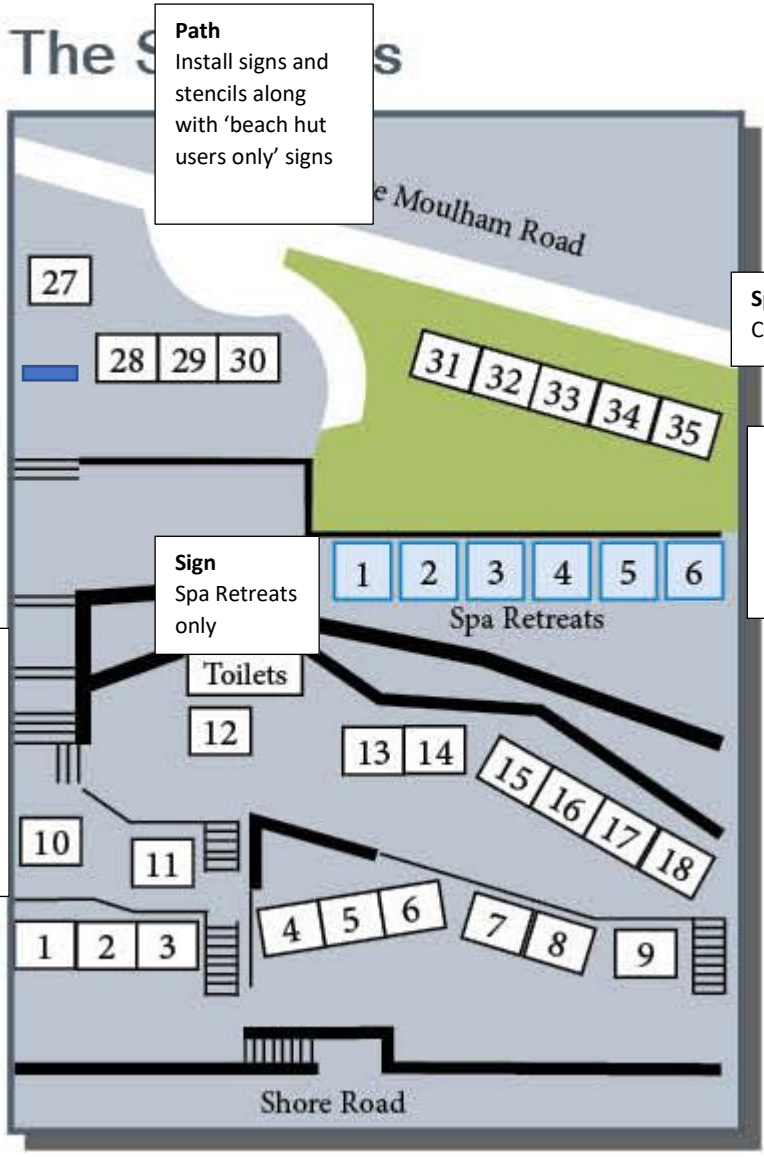 The S s
Path
Install signs and
stencils along
with ‘beach hut
users only’ signs
e Moulham Road
27
28 29 30
31 32 33 34 35
Sign
Spa Retreats
only
1 2 3 4 5 6
Spa Retreats
Toilets
12
13 14
15 16 17 18
10
11
1 2 3
4 5 6
7 8
9
Shore Road